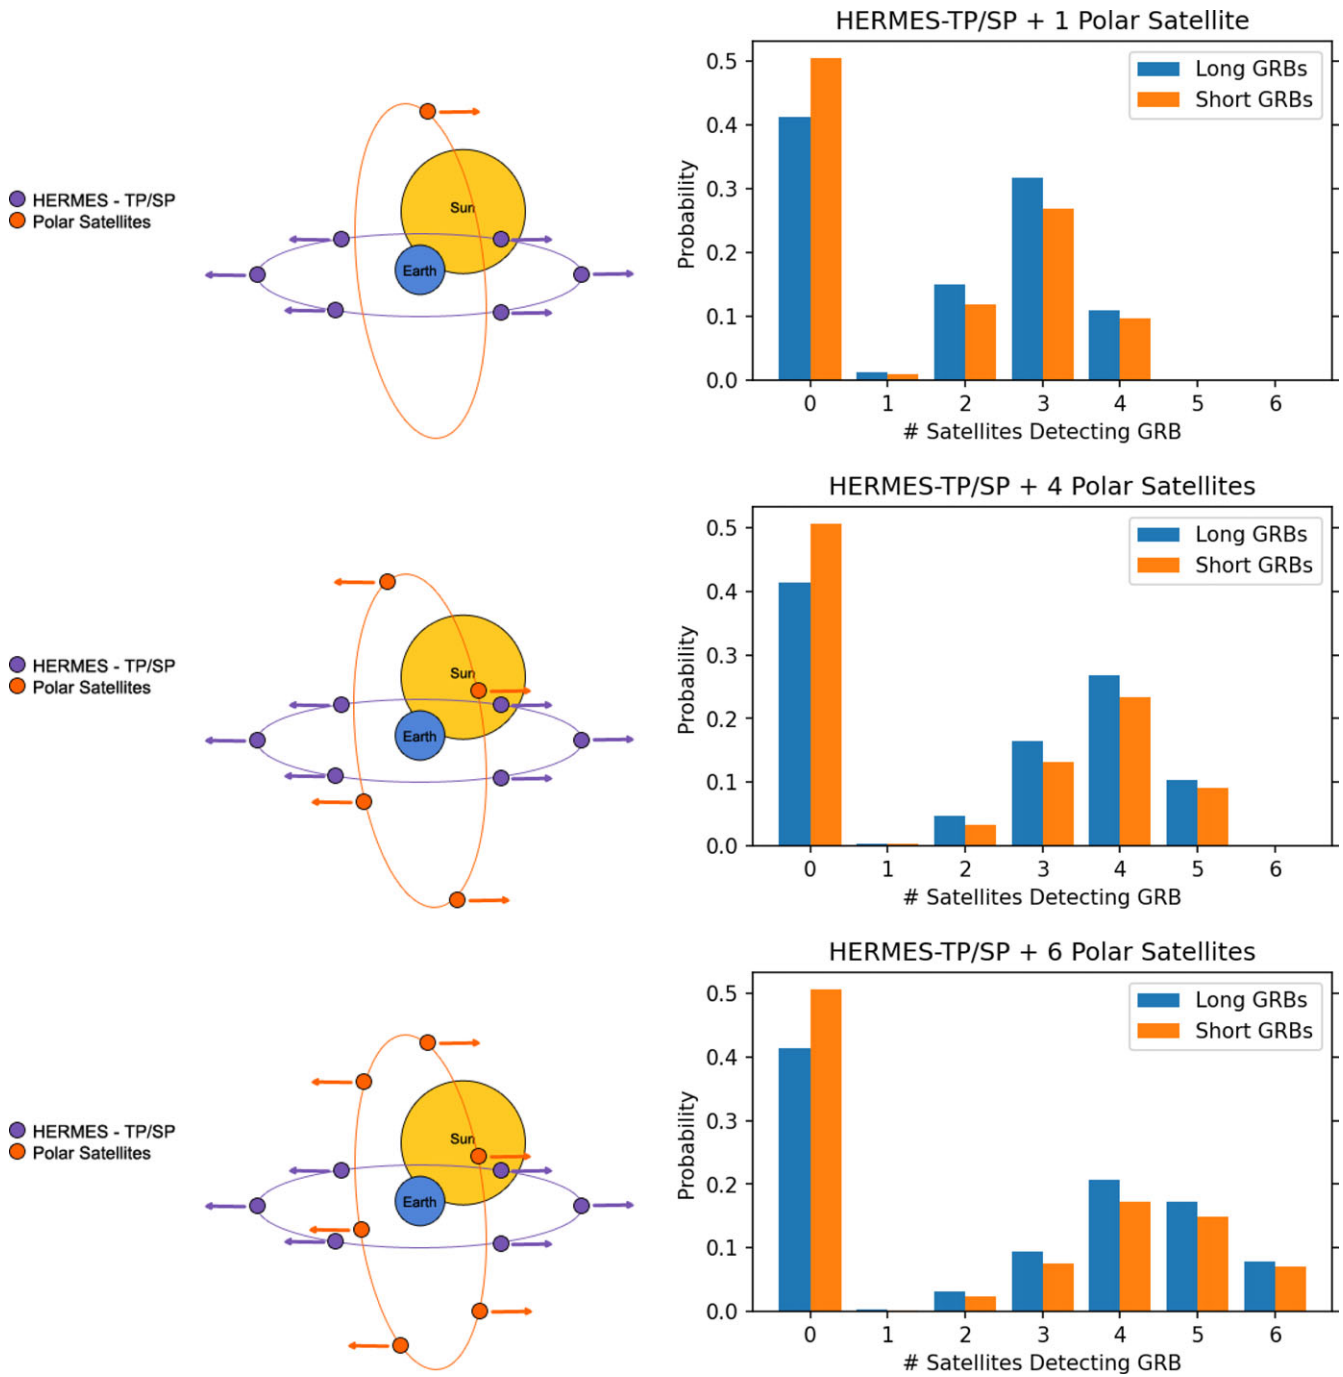 HERMES-TP/SP + 1 Polar Satellite
HERMES - TP/SP
Polar Satellites
Sun
Earth
Probability
0.5
0.4
0.3
0.2
0.1
0.0
Long GRBs
Short GRBs
0 1 2 3 4 5 6
# Satellites Detecting GRB
HERMES-TP/SP + 4 Polar Satellites
HERMES - TP/SP
Polar Satellites
Sun
Earth
Probability
0.5
0.4
0.3
0.2
0.1
0.0
Long GRBs
Short GRBs
0 1 2 3 4 5 6
# Satellites Detecting GRB
HERMES-TP/SP + 6 Polar Satellites
HERMES - TP/SP
Polar Satellites
Sun
Earth
Probability
0.5
0.4
0.3
0.2
0.1
0.0
Long GRBs
Short GRBs
0 1 2 3 4 5 6
# Satellites Detecting GRB